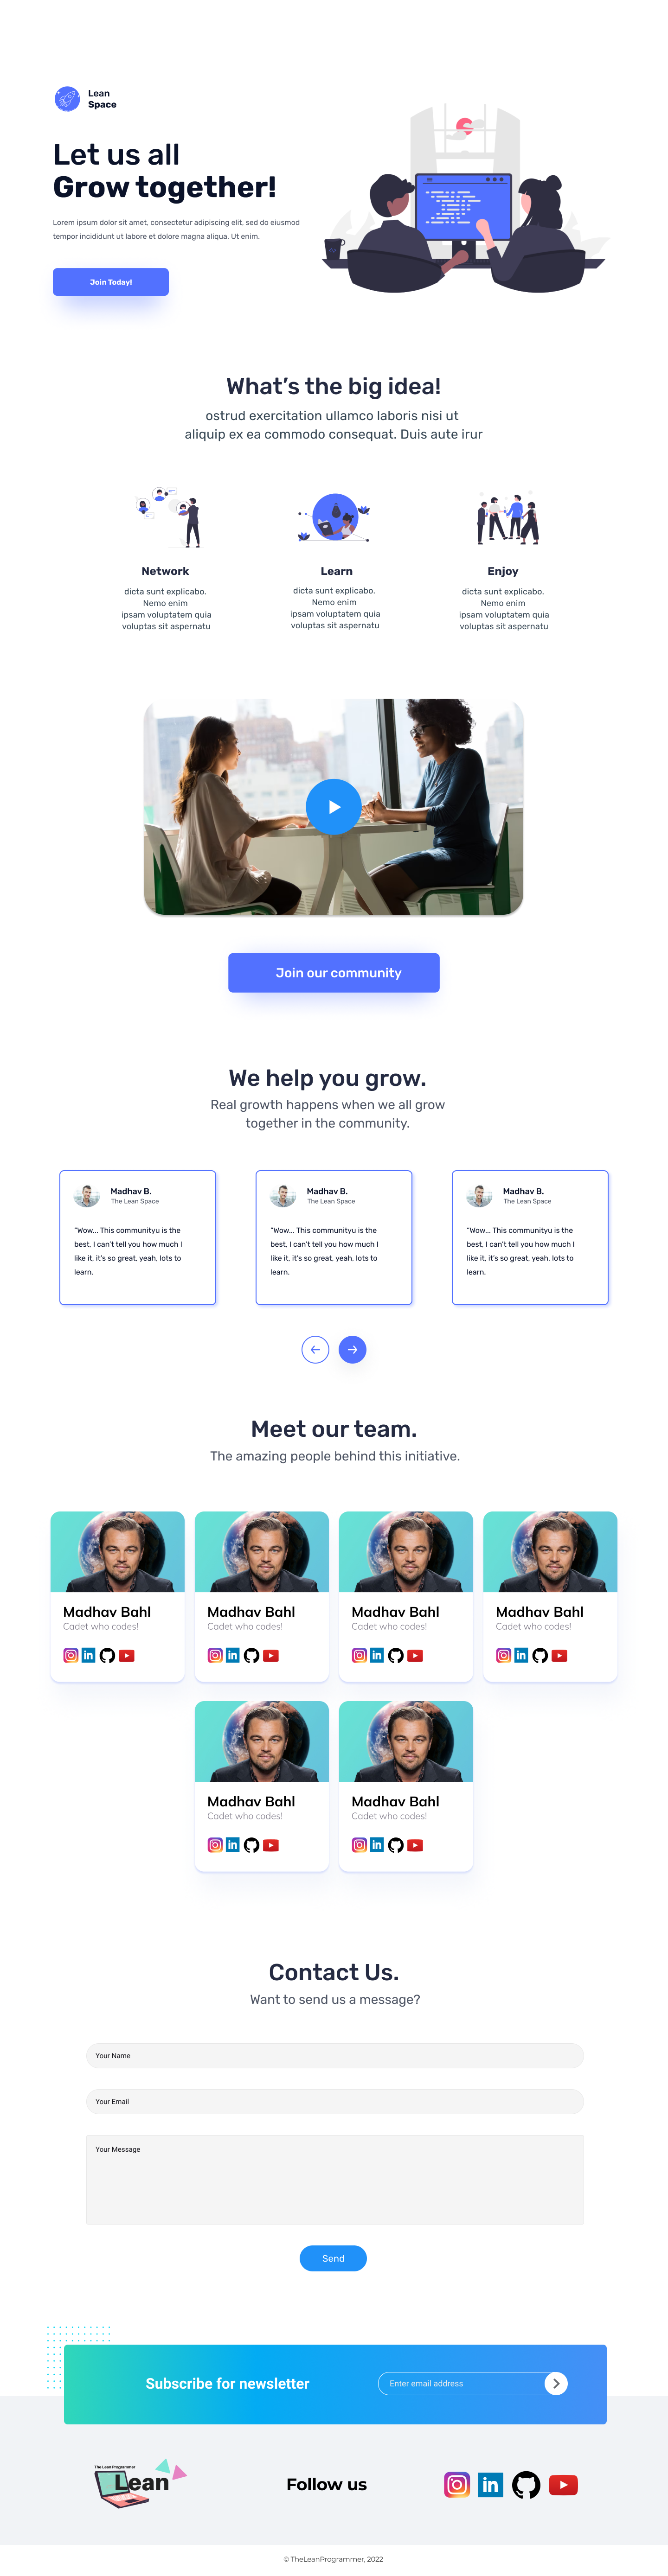 Lean
Space
Let us all
Grow together!
Lorem ipsum dolor sit amet, consectetur adipiscing elit, sed do eiusmod
tempor incididunt ut labore et dolore magna aliqua. Ut enim.
Join Today!
What's the big idea!
ostrud exercitation ullamco laboris nisi ut
aliquip ex ea commodo consequat. Duis aute irur
Network
dicta sunt explicabo.
Nemo enim
ipsam voluptatem quia
voluptas sit aspernatu
Learn
dicta sunt explicabo.
Nemo enim
ipsam voluptatem quia
voluptas sit aspernatu
Enjoy
dicta sunt explicabo.
Nemo enim
ipsam voluptatem quia
voluptas sit aspernatu
Join our community
We help you grow.
Real growth happens when we all grow
together in the community.
Madhav B.
The Lean Space
“Wow... This communityu is the
best, I can't tell you how much I
like it, it's so great, yeah, lots to
learn.
Madhav B.
The Lean Space
“Wow... This communityu is the
best, I can't tell you how much I
like it, it's so great, yeah, lots to
learn.
Madhav B.
The Lean Space
“Wow... This communityu is the
best, I can't tell you how much I
like it, it's so great, yeah, lots to
learn.
Meet our team.
The amazing people behind this initiative.
Madhav Bahl
Cadet who codes!
in
Madhav Bahl
Cadet who codes!
in
Madhav Bahl
Cadet who codes!
in
Madhav Bahl
Cadet who codes!
in
Madhav Bahl
Cadet who codes!
in
Madhav Bahl
Cadet who codes!
in
Contact Us.
Want to send us a message?
Your Name
Your Email
Your Message
Send
Subscribe for newsletter
Enter email address
The Lean Programmer
Lean
Follow us
in
© TheLeanProgrammer, 2022